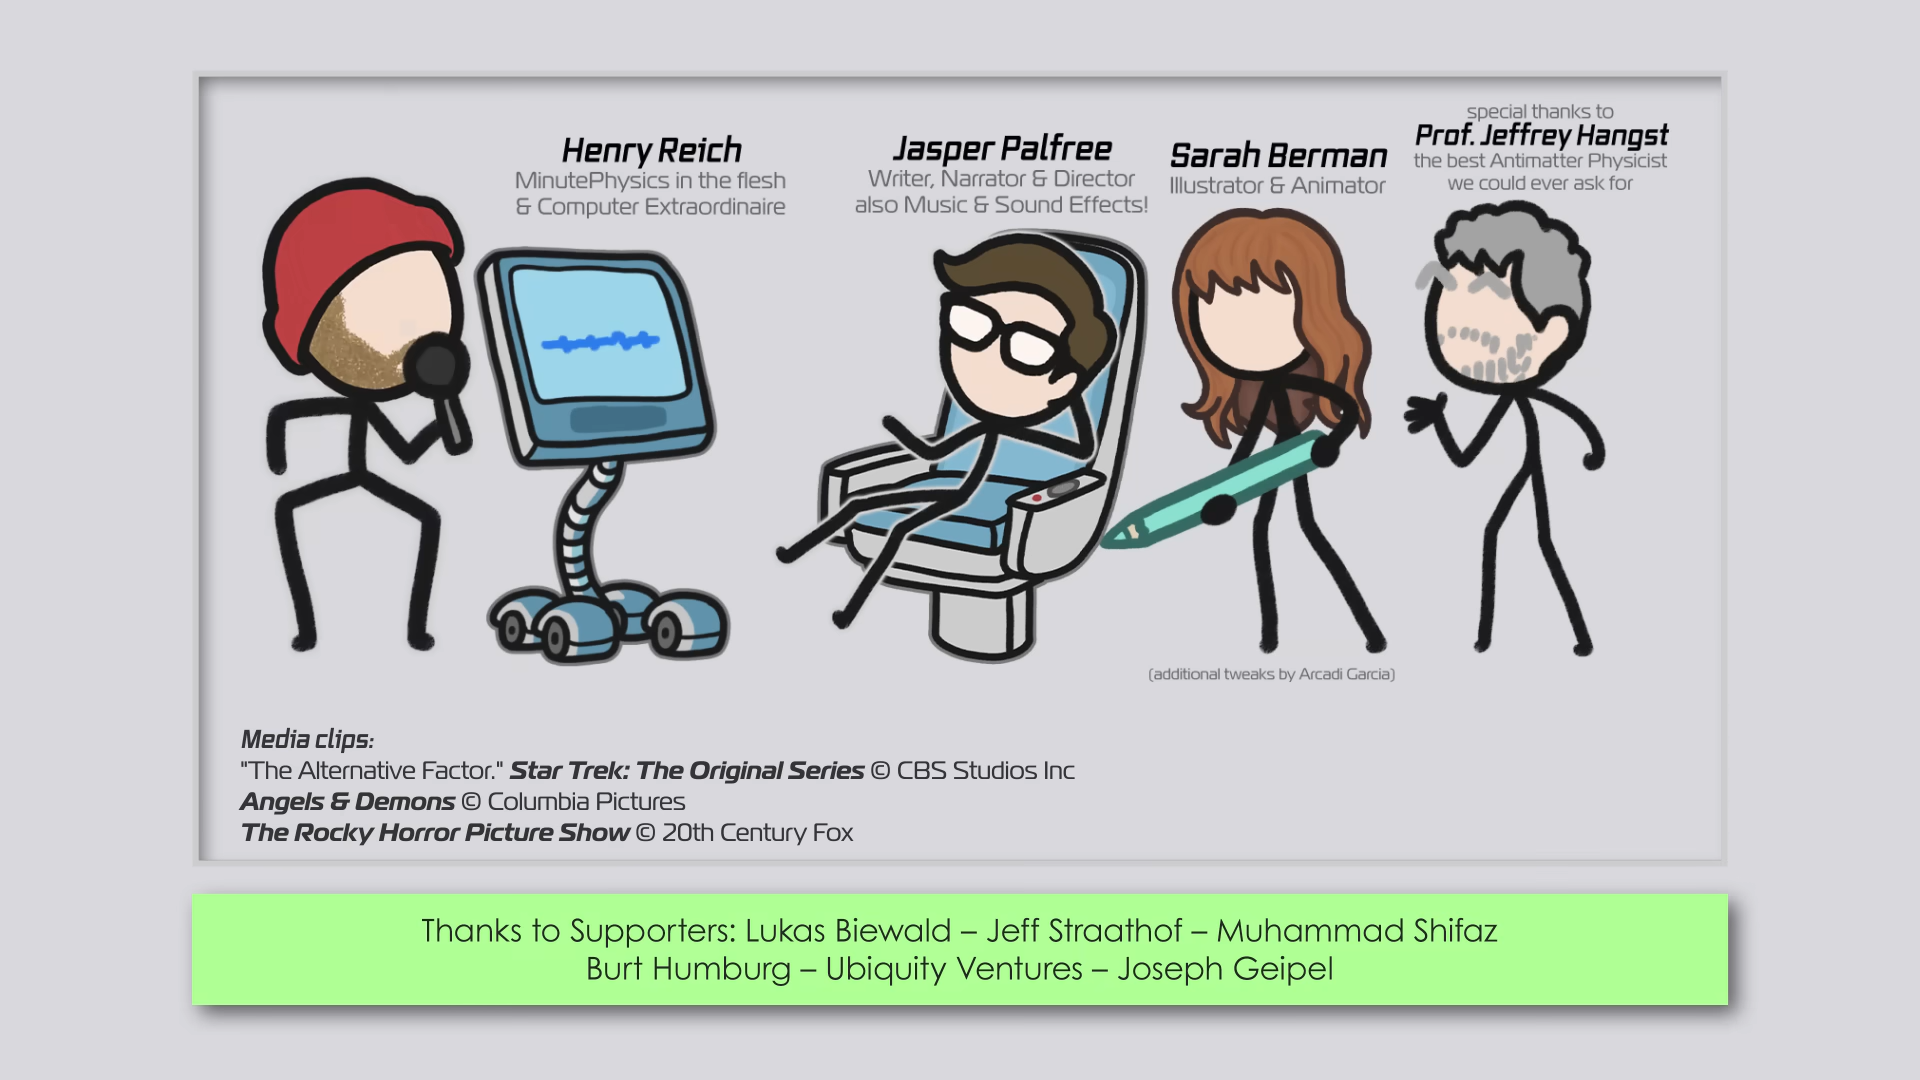 Henry Reich
MinutePhysics in the flesh
& Computer Extraordinaire
Jasper Palfree
Writer, Narrator & Director
also Music & Sound Effects!
Sarah Berman
Illustrator & Animator
special thanks to
Prof. Jeffrey Hangst
the best Antimatter Physicist
we could ever ask for
(additional tweaks by Arcadi Garcia)
Media clips:
"The Alternative Factor." Star Trek: The Original Series © CBS Studios Inc
Angels & Demons © Columbia Pictures
The Rocky Horror Picture Show © 20th Century Fox
Thanks to Supporters: Lukas Biewald – Jeff Straathof – Muhammad Shifaz
Burt Humburg – Ubiquity Ventures – Joseph Geipel